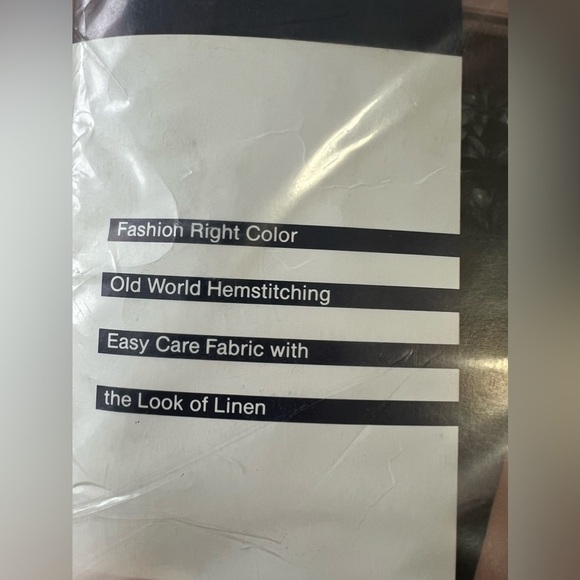 Fashion Right Color
Old World Hemstitching
Easy Care Fabric with
the Look of Linen